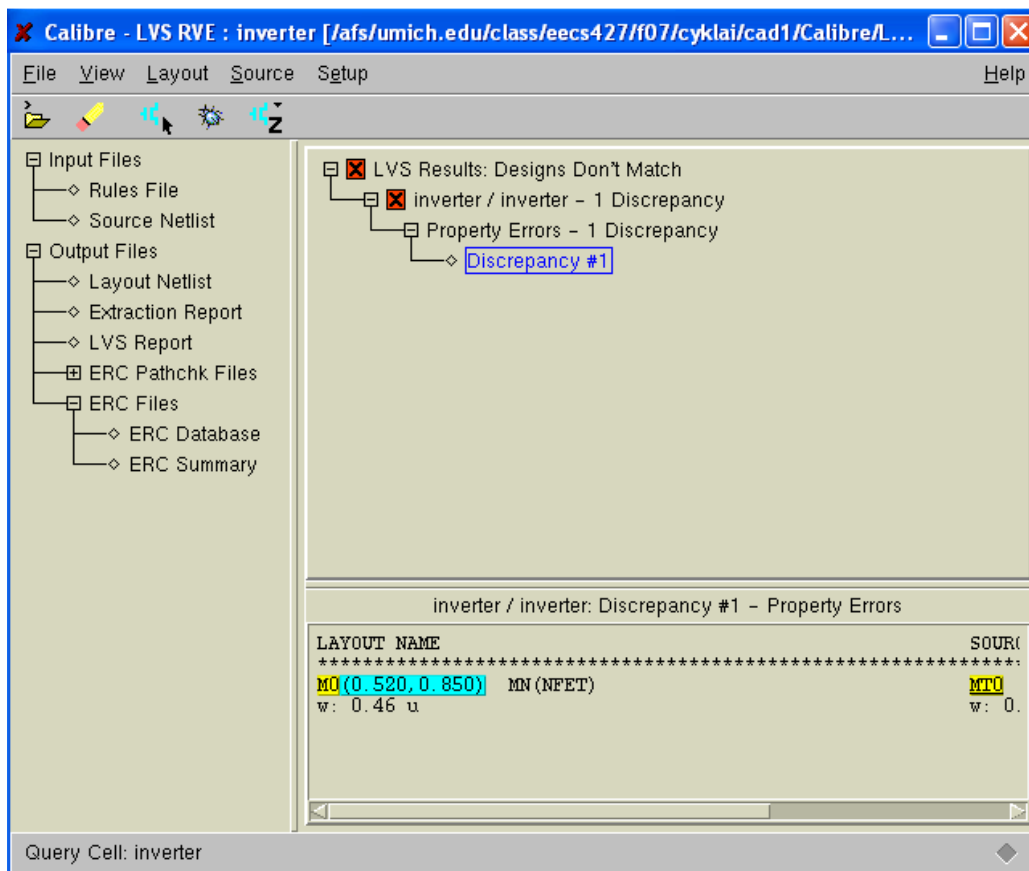 Calibre - LVS RVE : inverter [/afs/umich.edu/class/eecs427/f07/cyklai/cad1/Calibre/L...
File View Layout Source Setup Help
Z
Input Files
Rules File
Source Netlist
Output Files
Layout Netlist
Extraction Report
LVS Report
ERC Pathchk Files
ERC Files
ERC Database
ERC Summary
LVS Results: Designs Don't Match
inverter / inverter – 1 Discrepancy
Property Errors – 1 Discrepancy
Discrepancy #1
inverter / inverter: Discrepancy #1 – Property Errors
LAYOUT NAME SOUR
*************************************************************************
M0(0.520,0.850) MN(NFET) MT0
w: 0.46 u w: 0.
Query Cell: inverter